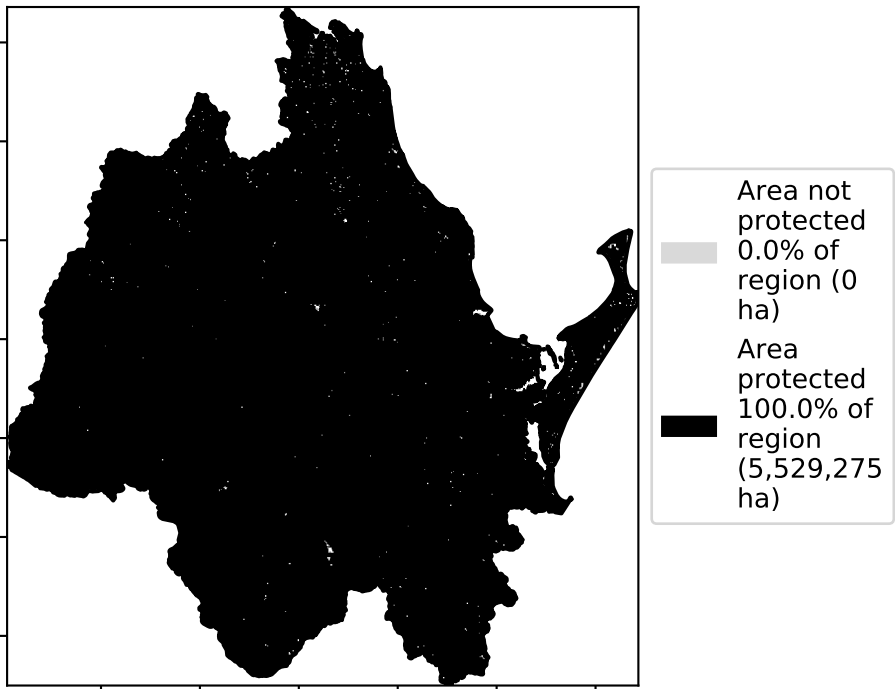 Area not
protected
0.0% of
region (0
ha)
Area
protected
100.0% of
region
(5,529,275
ha)